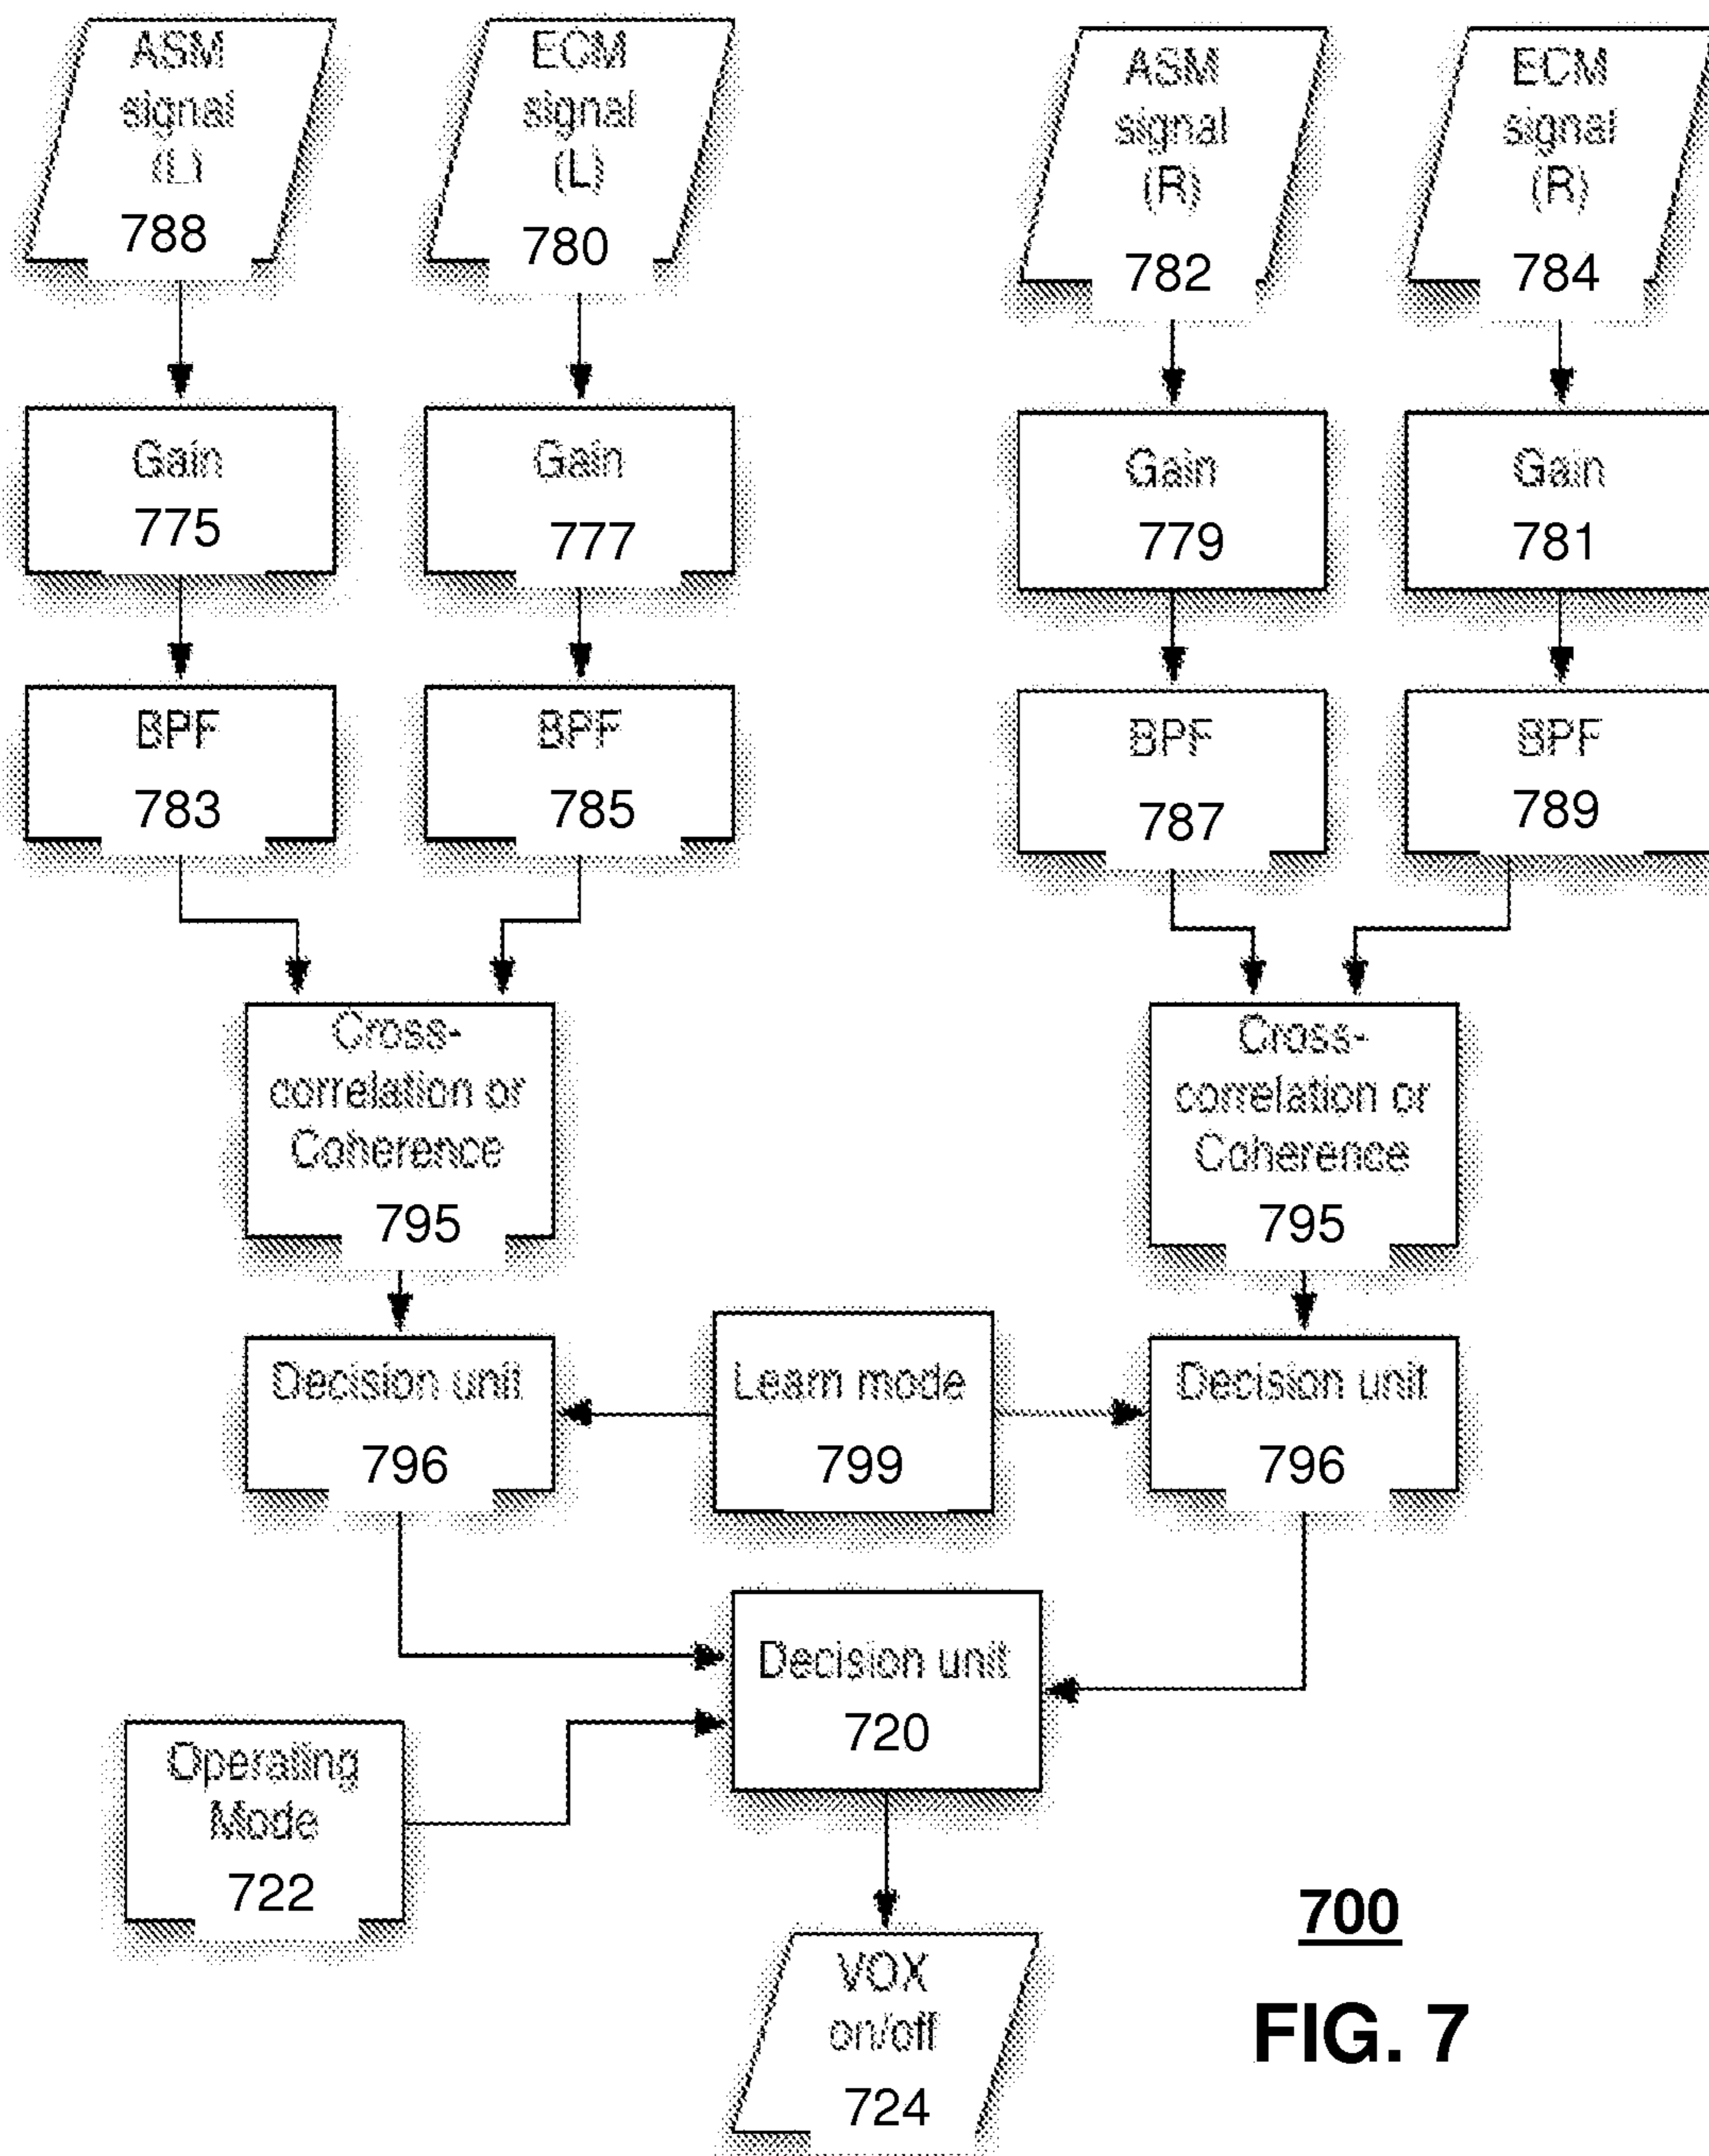 ASM
signal
(L)
788
ECM
signal
(L)
780
ASM
signal
(R)
782
ECM
signal
(R)
784
Gain
775
Gain
777
Gain
779
Gain
781
BPF
783
BPF
785
BPF
787
BPF
789
Cross-
correlation or
Coherence
795
Cross-
correlation or
Coherence
795
Decision unit
796
Learn mode
799
Decision unit
796
Decision unit
720
Operating
Mode
722
VOX
on/off
724
700
FIG. 7